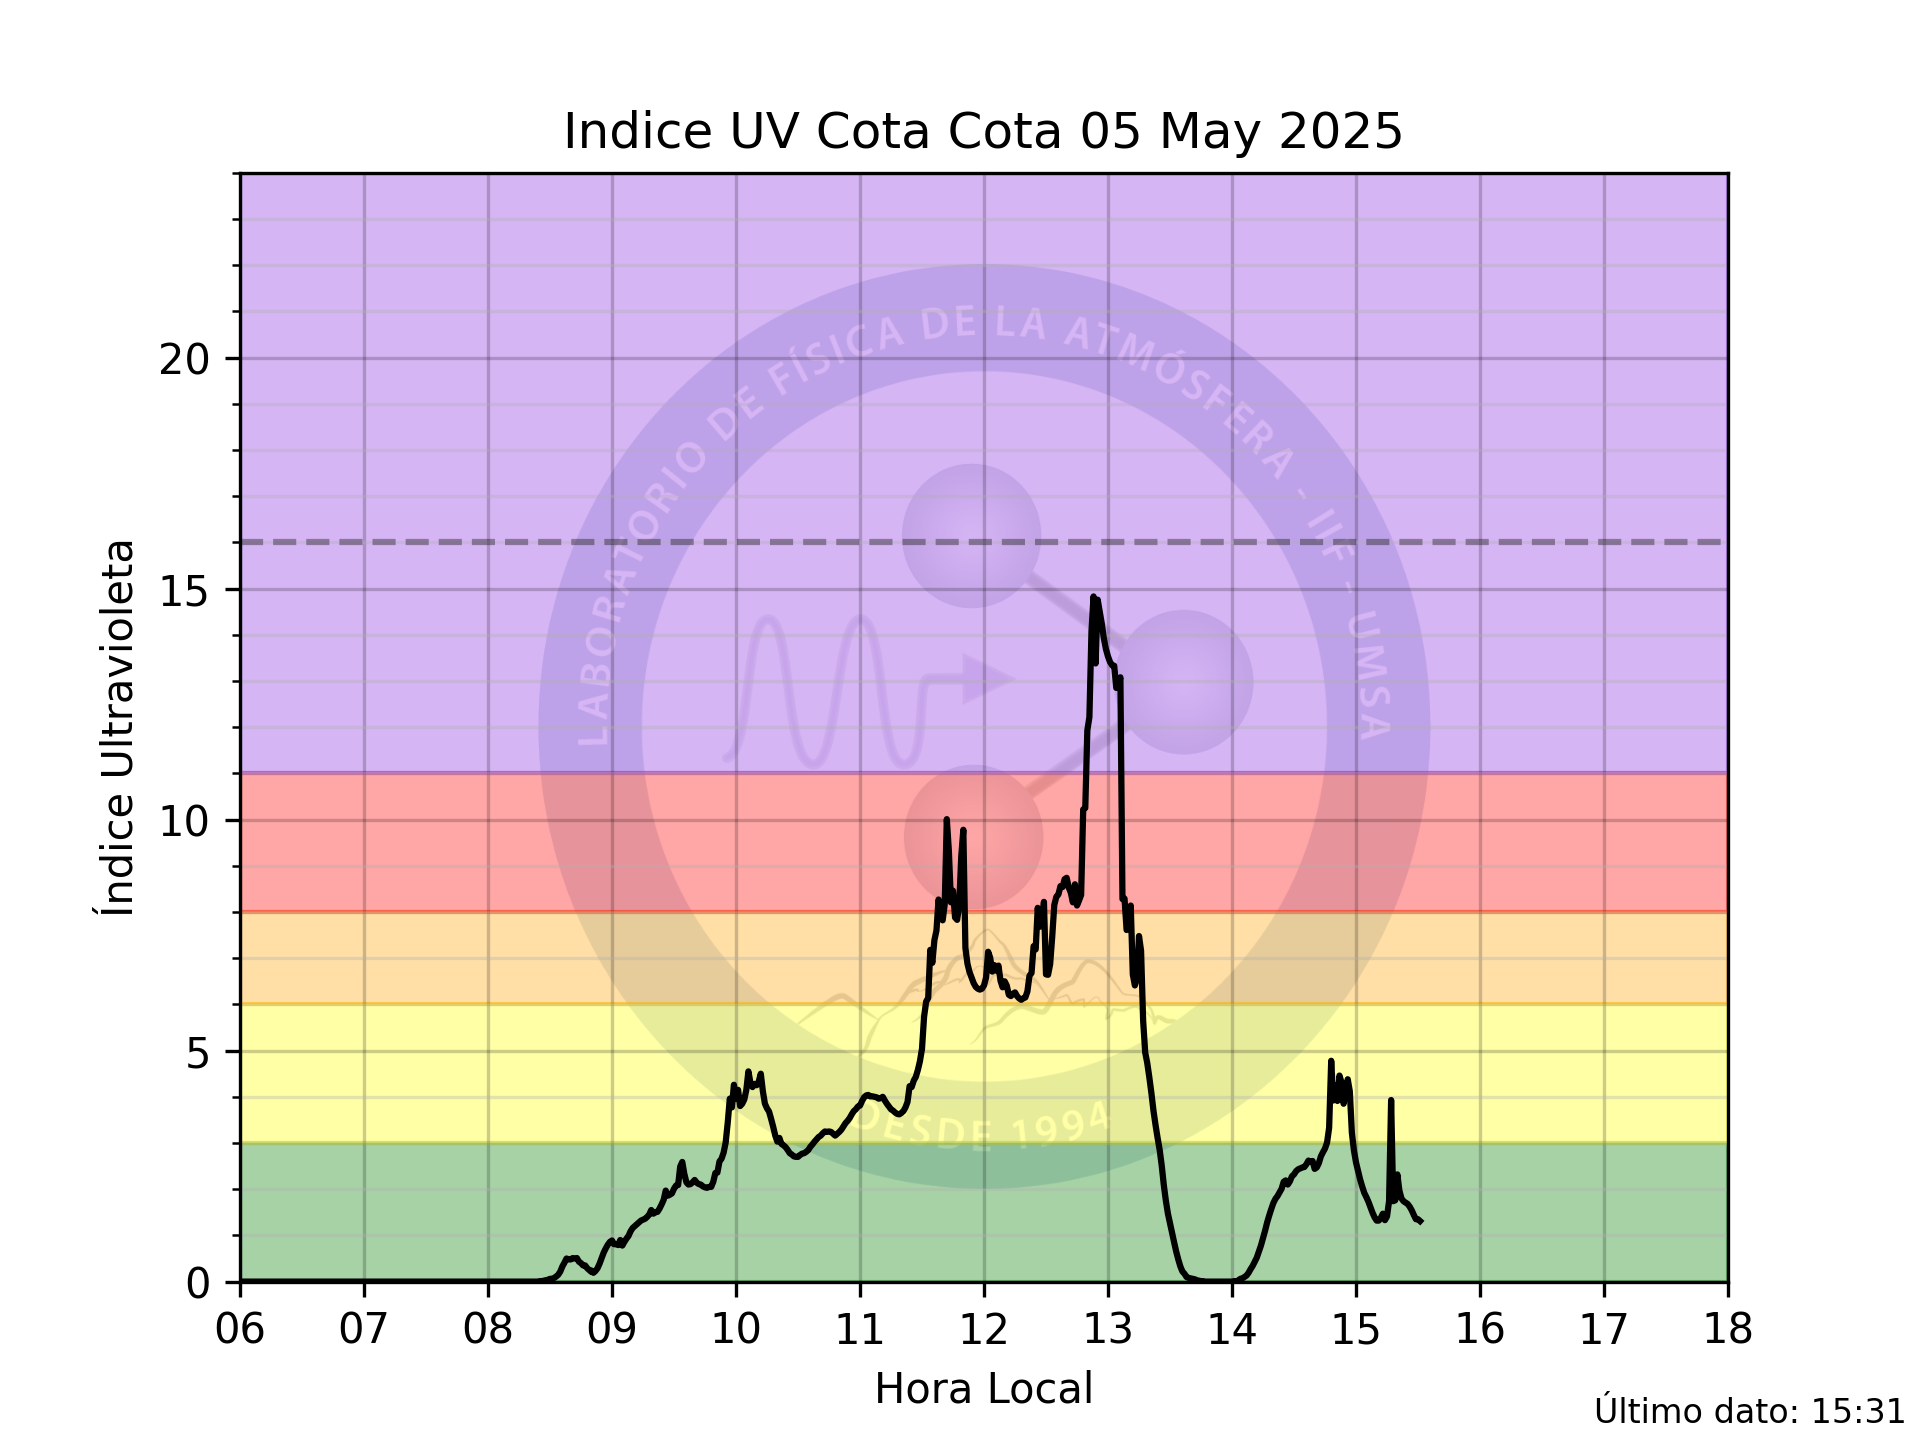 Indice UV Cota Cota 05 May 2025
Índice Ultravioleta
20
15
10
5
0
LABORATORIO DE FÍSICA DE LA ATMÓSFERA - IIF - UMSA
DESDE 1994
06 07 08 09 10 11 12 13 14 15 16 17 18
Hora Local
Último dato: 15:31